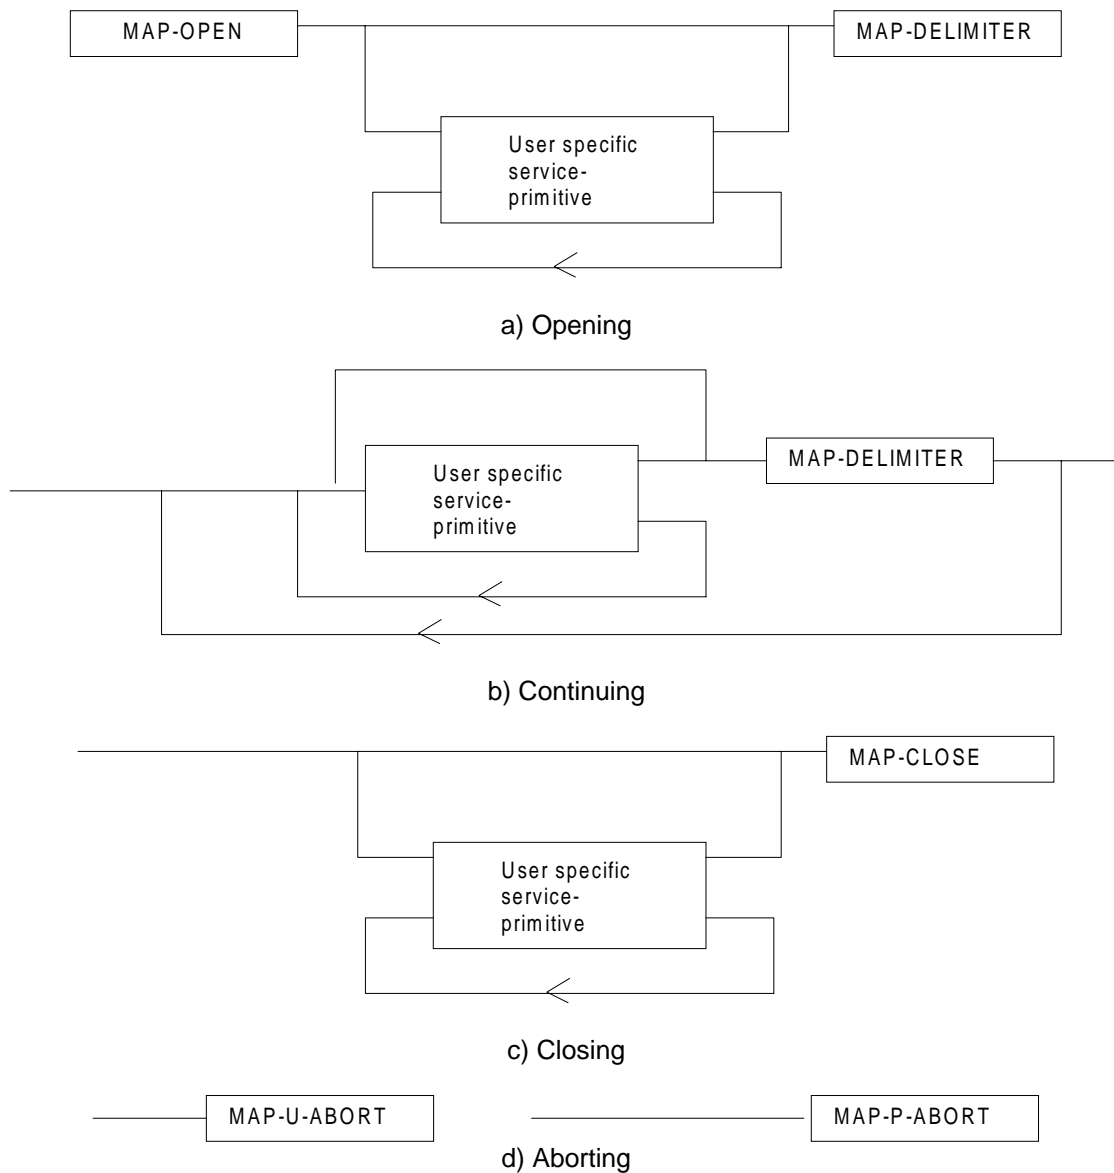 MAP-OPEN
MAP-DELIMITER
User specific
service-
primitive
a) Opening
User specific
service-
primitive
MAP-DELIMITER
b) Continuing
MAP-CLOSE
User specific
service-
primitive
c) Closing
MAP-U-ABORT
MAP-P-ABORT
d) Aborting